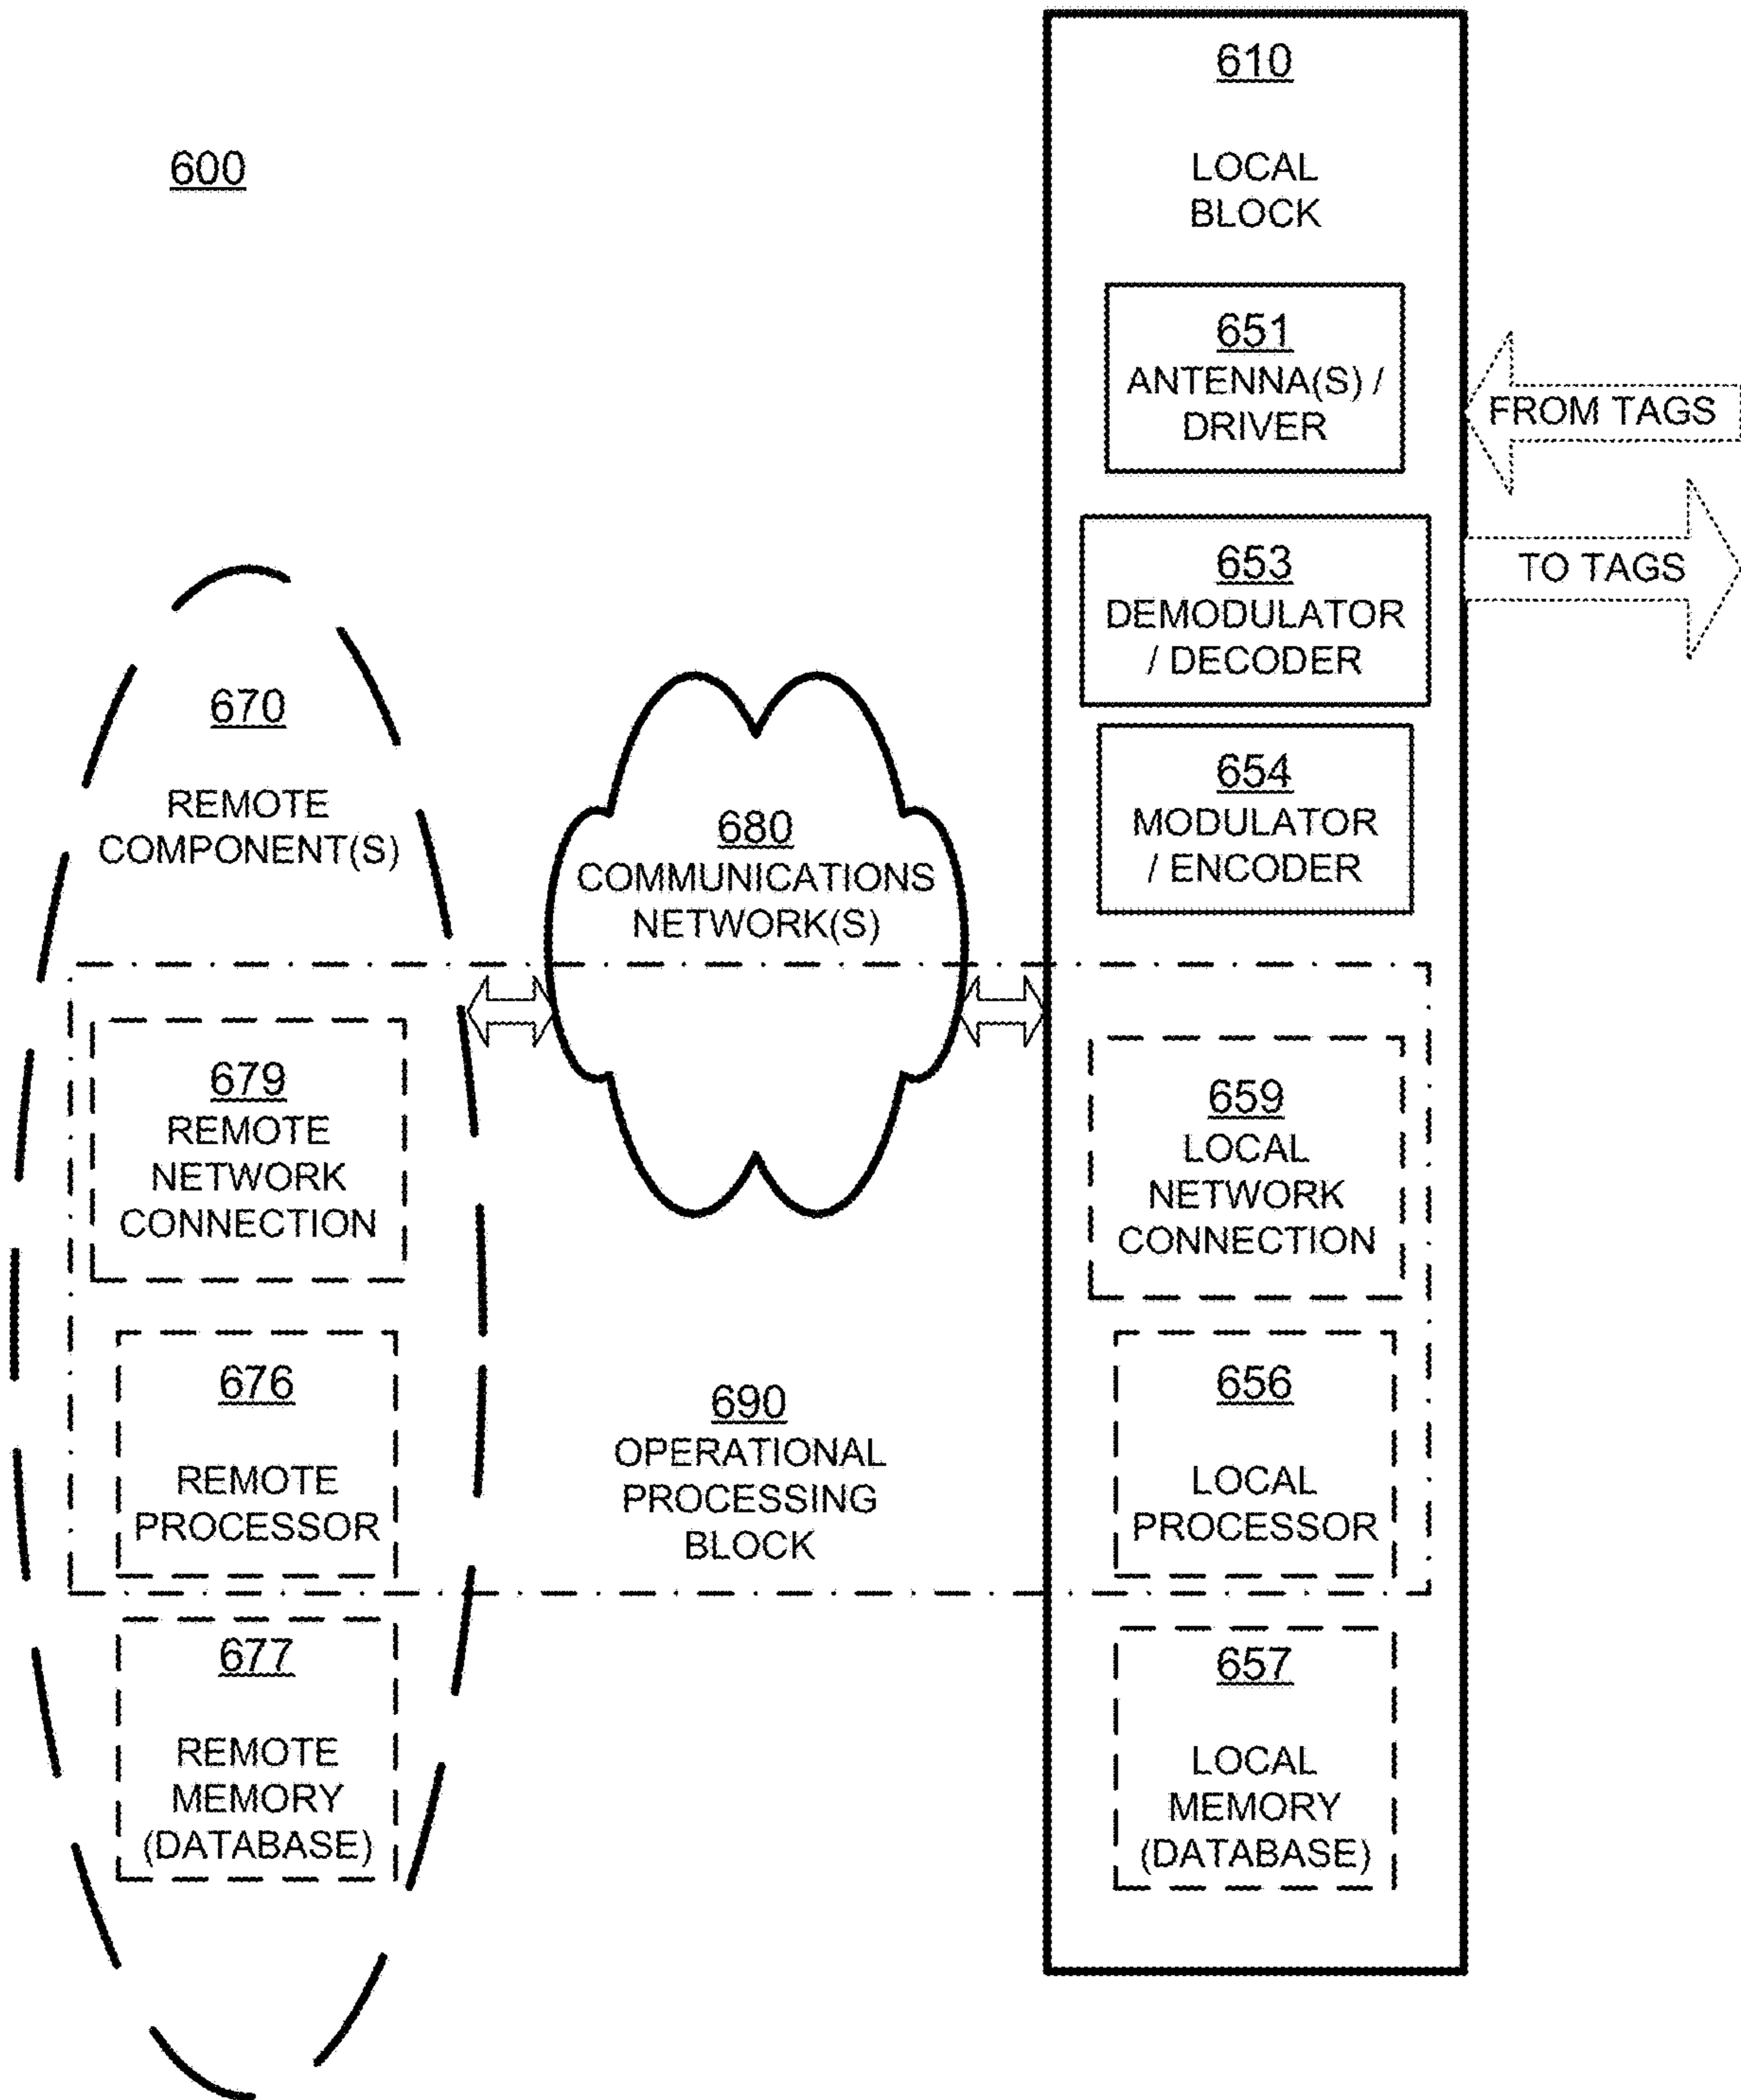 600
610
LOCAL
BLOCK
651
ANTENNA(S) /
DRIVER
FROM TAGS
653
DEMODULATOR
/ DECODER
TO TAGS
654
MODULATOR
/ ENCODER
670
REMOTE
COMPONENT(S)
680
COMMUNICATIONS
NETWORK(S)
679
REMOTE
NETWORK
CONNECTION
659
LOCAL
NETWORK
CONNECTION
676
REMOTE
PROCESSOR
690
OPERATIONAL
PROCESSING
BLOCK
656
LOCAL
PROCESSOR
677
REMOTE
MEMORY
(DATABASE)
657
LOCAL
MEMORY
(DATABASE)